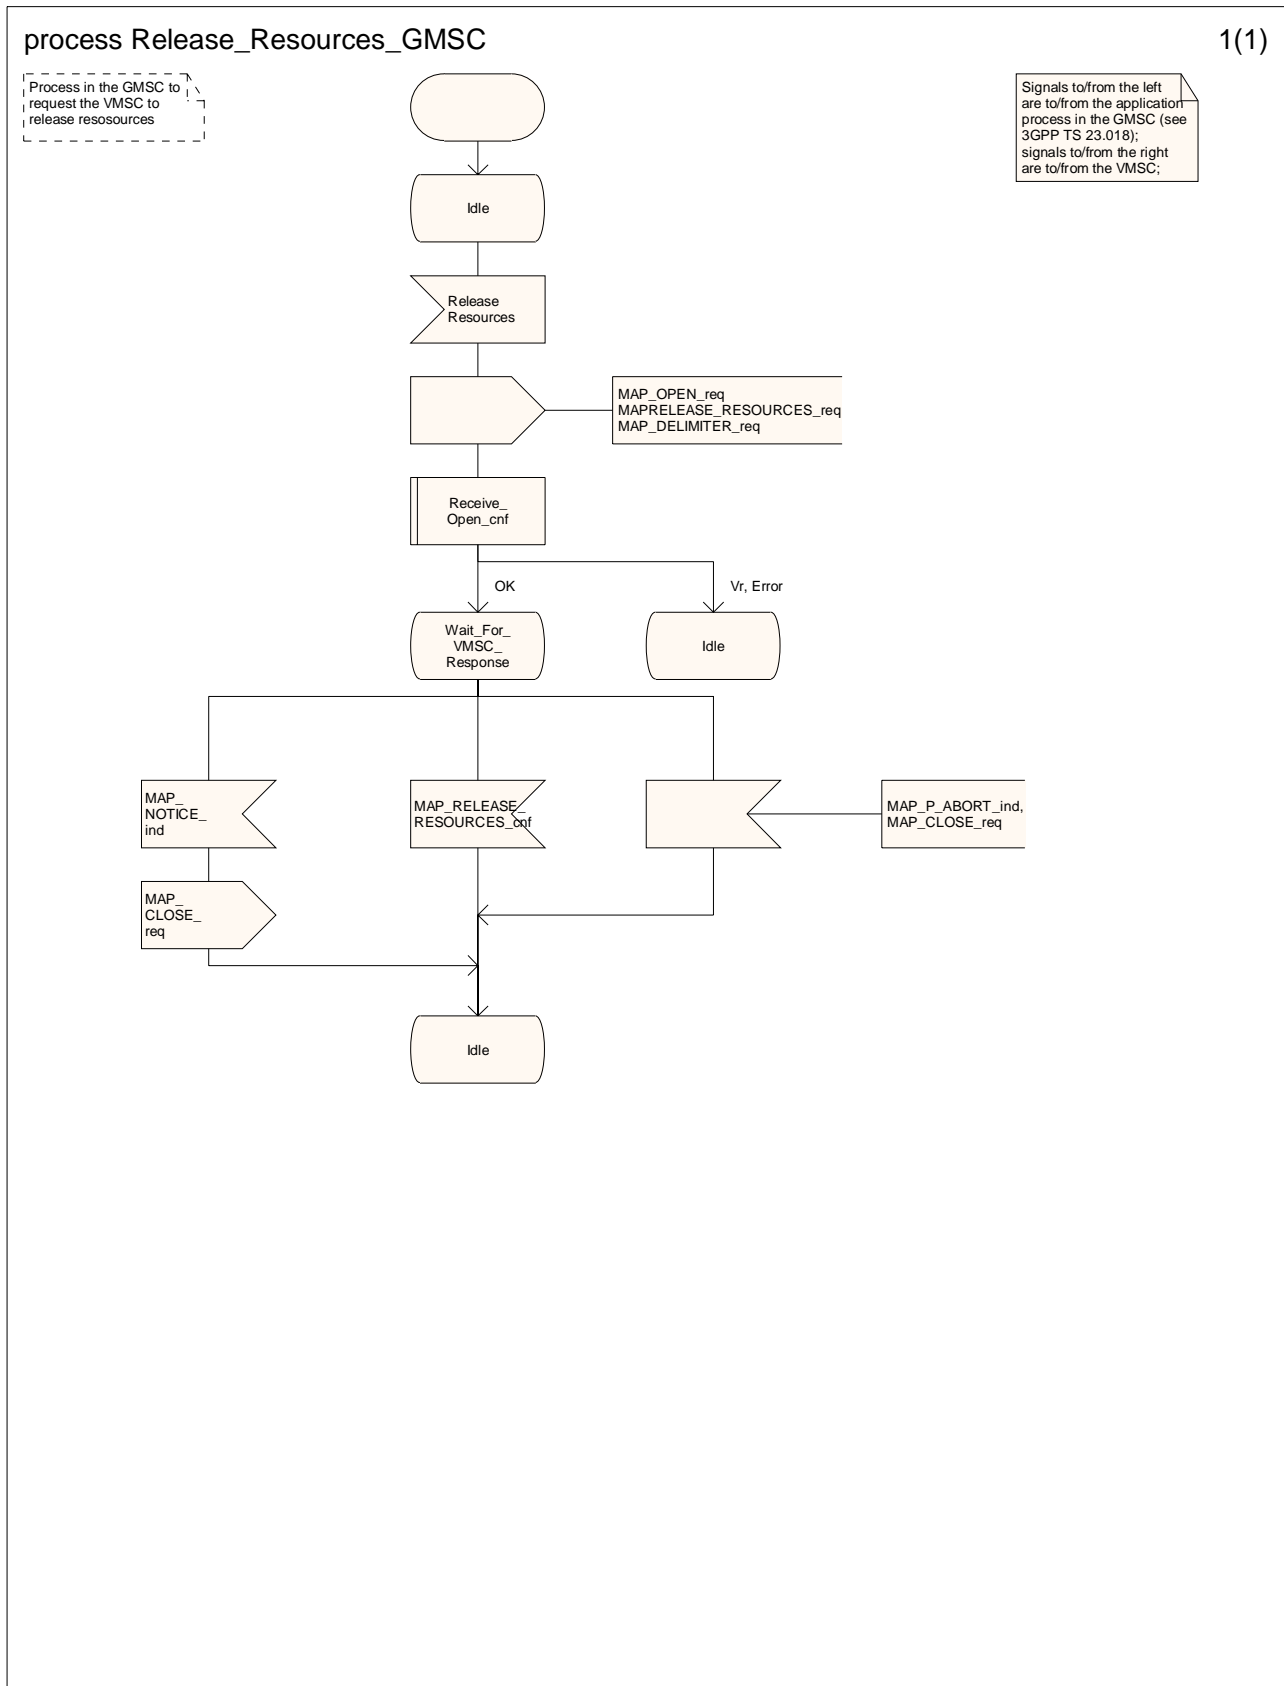 process Release_Resources_GMSC
1(1)
Process in the GMSC to
request the VMSC to
release resosources
Signals to/from the left
are to/from the application
process in the GMSC (see
3GPP TS 23.018);
signals to/from the right
are to/from the VMSC;
Idle
Release
Resources
MAP_OPEN_req
MAPRELEASE_RESOURCES_req
MAP_DELIMITER_req
Receive_
Open_cnf
OK
Vr, Error
Wait_For_
VMSC_
Response
Idle
MAP_
NOTICE_
ind
MAP_RELEASE_
RESOURCES_cnf
MAP_P_ABORT_ind,
MAP_CLOSE_req
MAP_
CLOSE_
req
Idle